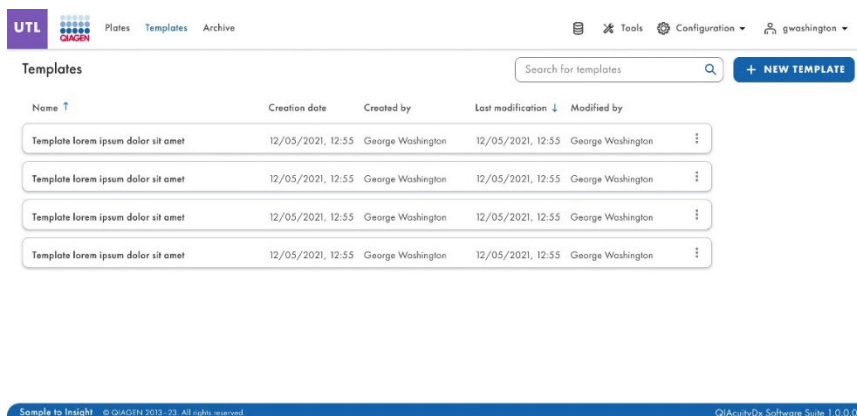 UTL QIAGEN Plates Templates Archive Tools Configuration gwashington
Templates Search for templates + NEW TEMPLATE
Name ↑ Creation date Created by Last modification ↓ Modified by
Template lorem ipsum dolor sit amet 12/05/2021, 12:55 George Washington 12/05/2021, 12:55 George Washington
Template lorem ipsum dolor sit amet 12/05/2021, 12:55 George Washington 12/05/2021, 12:55 George Washington
Template lorem ipsum dolor sit amet 12/05/2021, 12:55 George Washington 12/05/2021, 12:55 George Washington
Template lorem ipsum dolor sit amet 12/05/2021, 12:55 George Washington 12/05/2021, 12:55 George Washington
Sample to Insight © QIAGEN 2013–23. All rights reserved. QIAcuityDx Software Suite 1.0.0.0